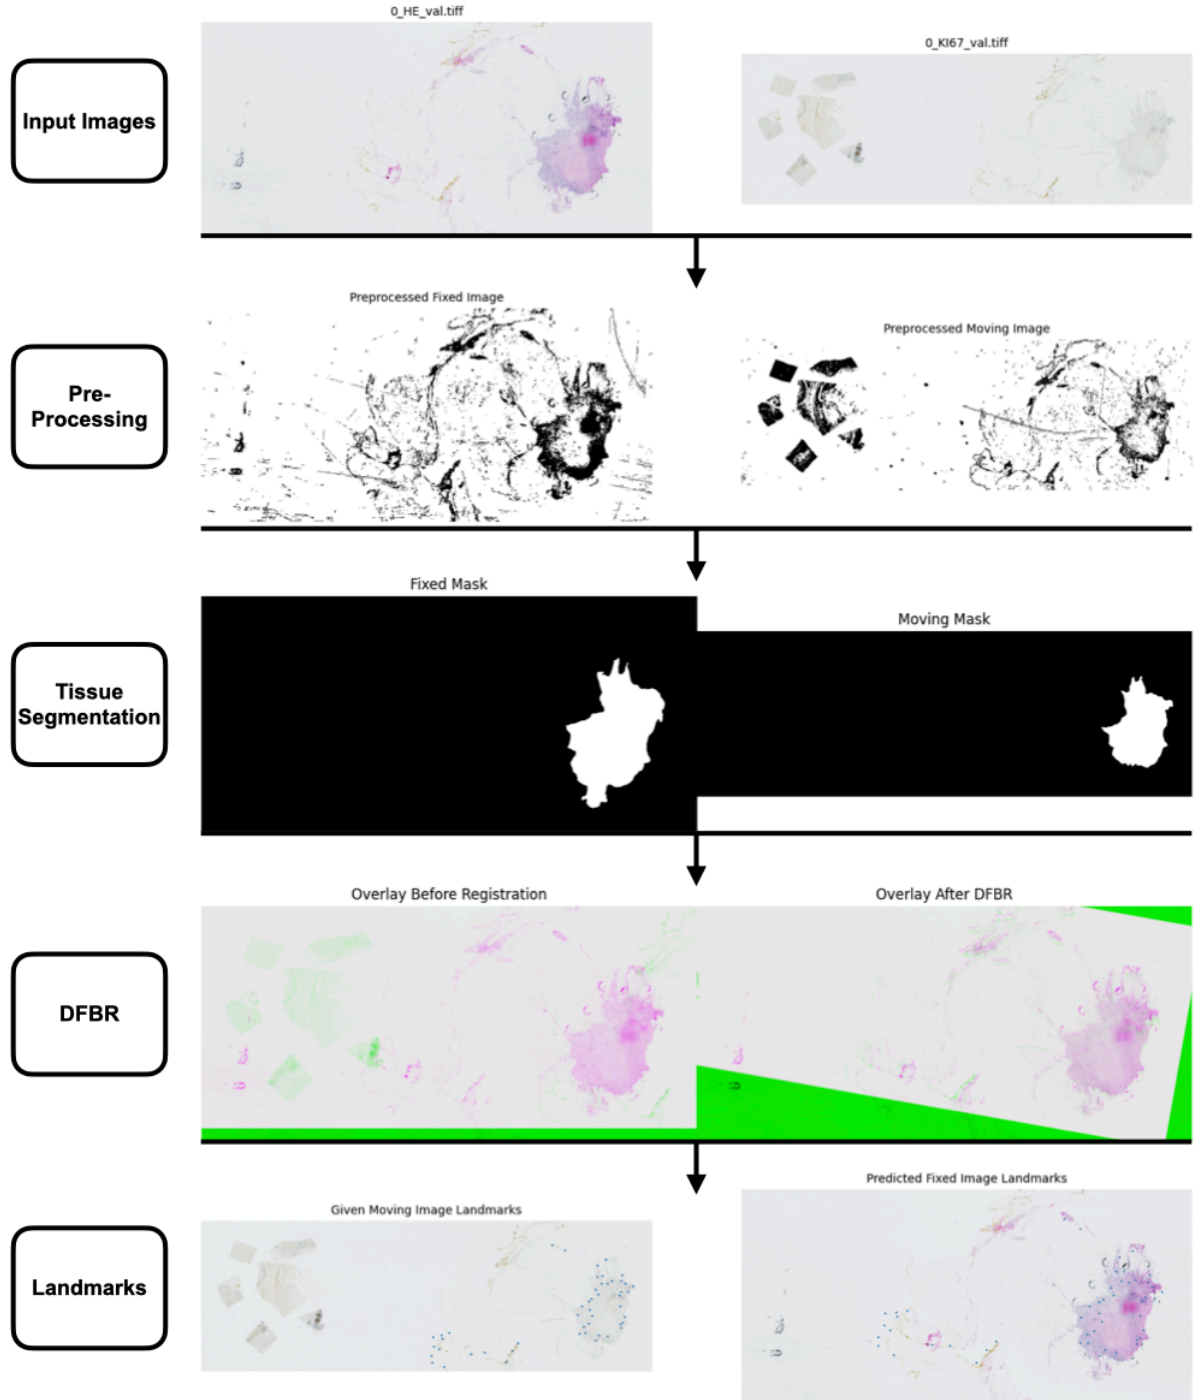 0_HE_val.tiff
0_KI67_val.tiff
Input Images
Preprocessed Fixed Image
Preprocessed Moving Image
Pre-
Processing
Fixed Mask
Moving Mask
Tissue
Segmentation
Overlay Before Registration
Overlay After DFBR
DFBR
Predicted Fixed Image Landmarks
Given Moving Image Landmarks
Landmarks